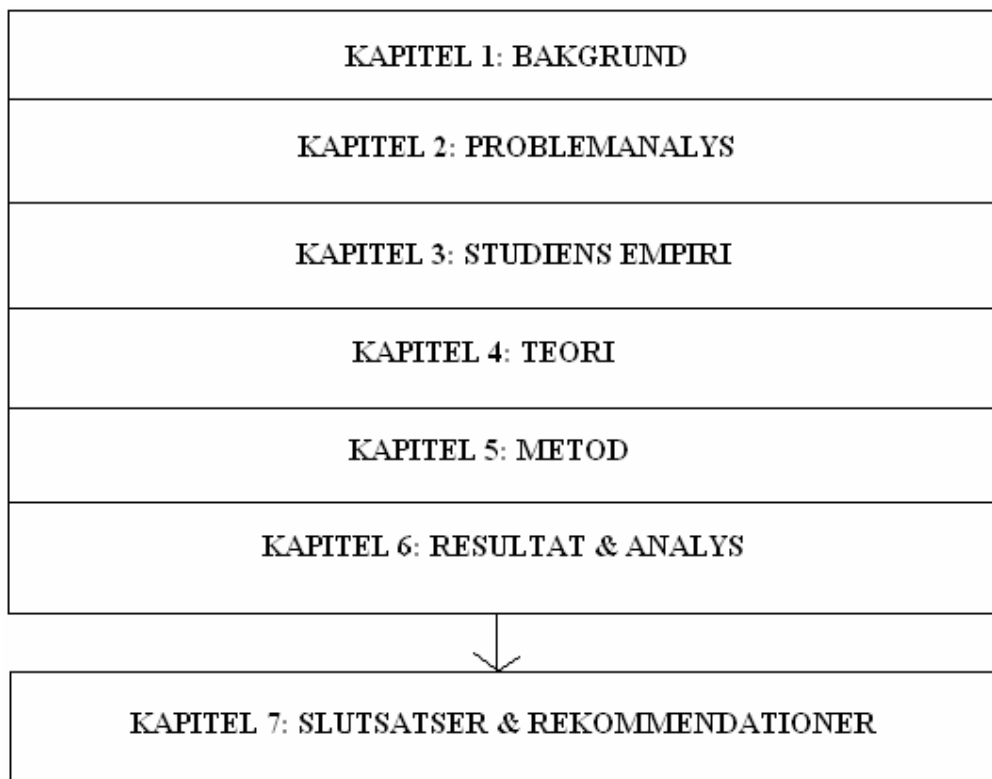 KAPITEL 1: BAKGRUND
KAPITEL 2: PROBLEMANALYS
KAPITEL 3: STUDIENS EMPIRI
KAPITEL 4: TEORI
KAPITEL 5: METOD
KAPITEL 6: RESULTAT & ANALYS
KAPITEL 7: SLUTSATSER & REKOMMENDATIONER